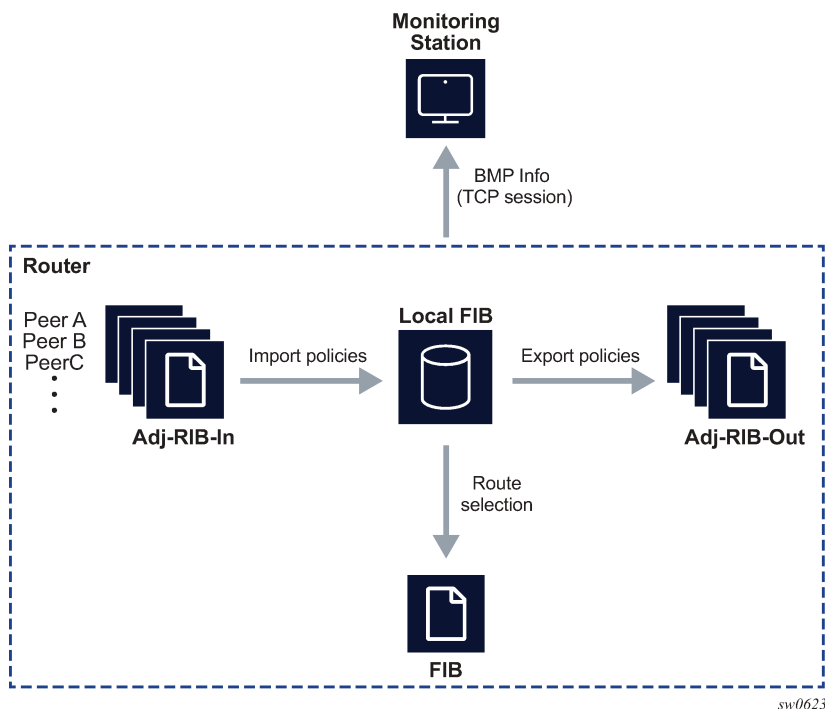 Monitoring
Station
BMP Info
(TCP session)
Router
Peer A
Peer B
PeerC
Import policies
Local FIB
Export policies
Adj-RIB-In
Adj-RIB-Out
Route
selection
FIB
sw0623